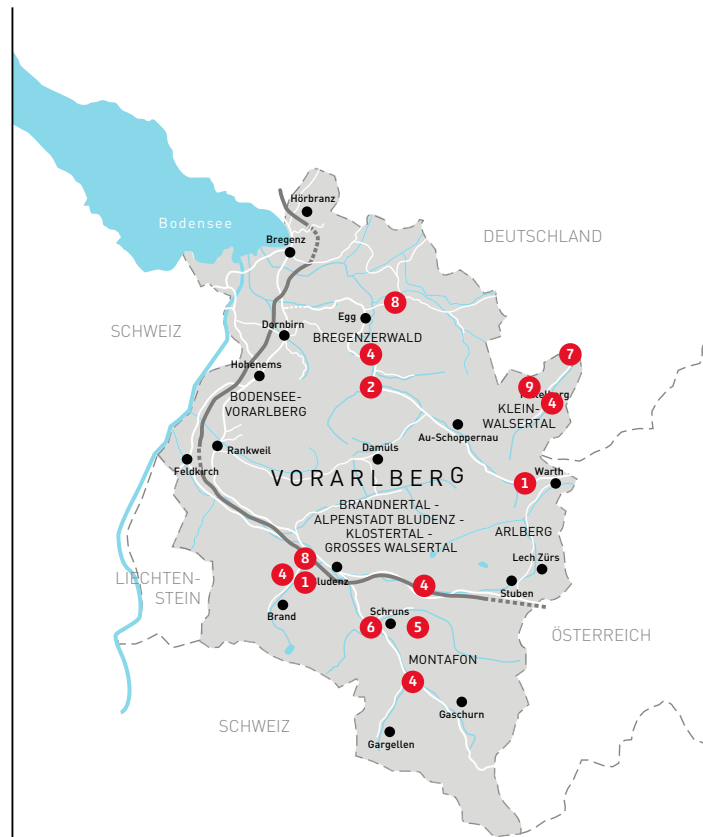 Hörbranz
Bodensee
DEUTSCHLAND
Bregenz
8
Egg
SCHWEIZ
Dornbirn
BREGENZERWALD
4
7
Hohenems
2
9
BODENSEE-
VORARLBERG
4
KLEIN-
WALSERTAL
Au-Schoppernau
Rankweil
Damüls
Feldkirch
VORARLBERG
Warth
1
BRANDNERTAL -
ALPENSTADT BLUDENZ -
KLOSTERTAL -
GROSSES WALSERTAL
ARLBERG
8
Lech Zürs
LIECHTEN-
STEIN
4
1
4
Stuben
Brand
Schruns
6
5
ÖSTERREICH
MONTAFON
4
SCHWEIZ
Gaschurn
Gargellen